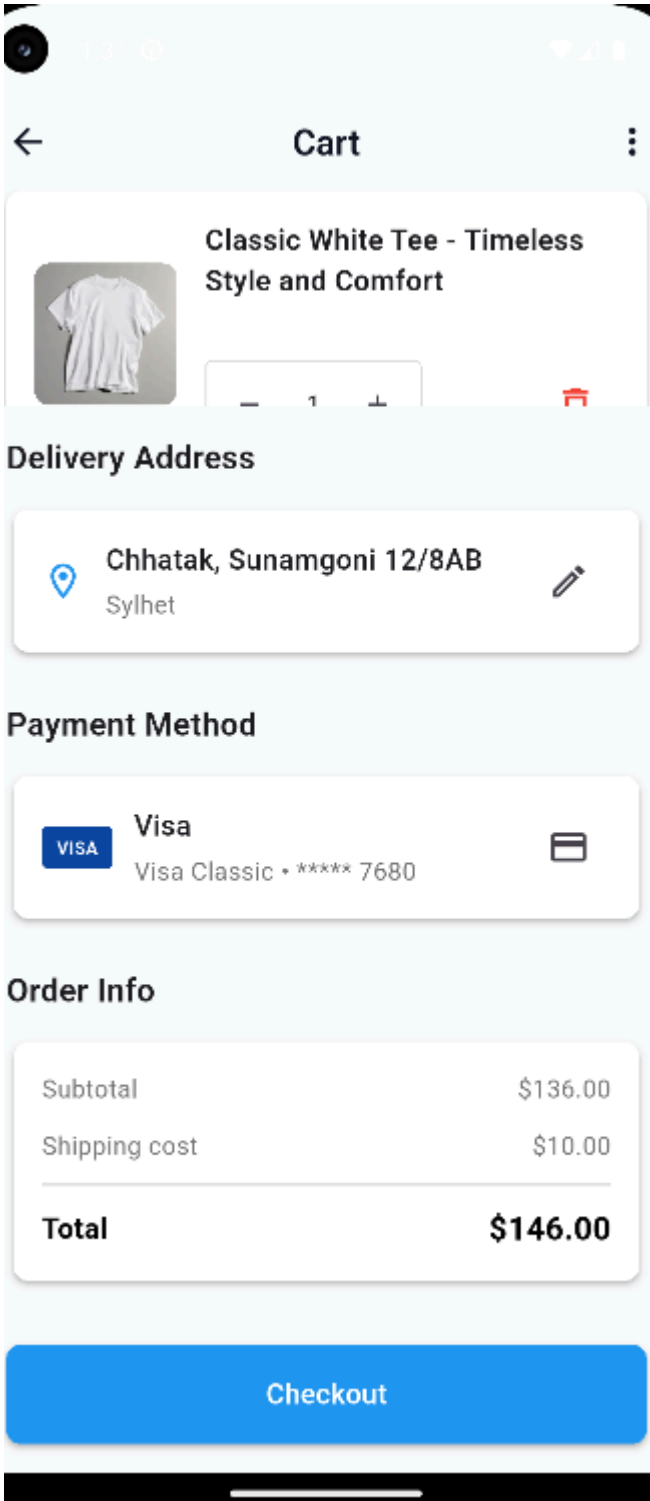 Cart
Classic White Tee - Timeless
Style and Comfort
− 1 +
Delivery Address
Chhatak, Sunamgoni 12/8AB
Sylhet
Payment Method
VISA
Visa
Visa Classic • ***** 7680
Order Info
Subtotal $136.00
Shipping cost $10.00
Total $146.00
Checkout